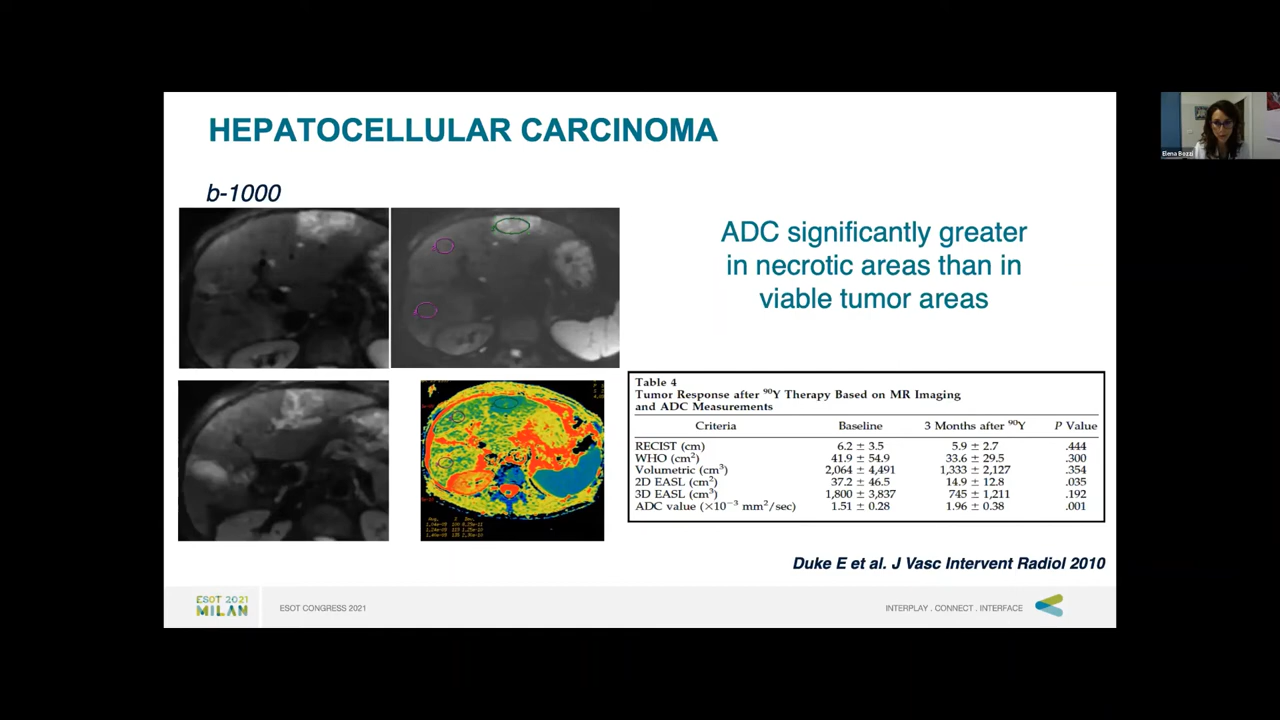 HEPATOCELLULAR CARCINOMA
b-1000
ADC significantly greater
in necrotic areas than in
viable tumor areas
Table 4
Tumor Response after ⁹⁰Y Therapy Based on MR Imaging
and ADC Measurements
Criteria Baseline 3 Months after ⁹⁰Y P Value
RECIST (cm) 6.2 ± 3.5 5.9 ± 2.7 .444
WHO (cm²) 41.9 ± 54.9 33.6 ± 29.5 .300
Volumetric (cm³) 2,064 ± 4,491 1,333 ± 2,127 .354
2D EASL (cm²) 37.2 ± 46.5 14.9 ± 12.8 .035
3D EASL (cm³) 1,800 ± 3,837 745 ± 1,211 .192
ADC value (×10⁻³ mm²/sec) 1.51 ± 0.28 1.96 ± 0.38 .001
Duke E et al. J Vasc Intervent Radiol 2010
ESOT 2021
MILAN
ESOT CONGRESS 2021
INTERPLAY . CONNECT . INTERFACE
Elena Bozzi